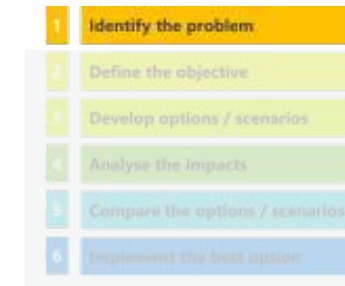 1 Identify the problem
2 Define the objective
3 Develop options / scenarios
4 Analyse the impacts
5 Compare the options / scenarios
6 Implement the best option